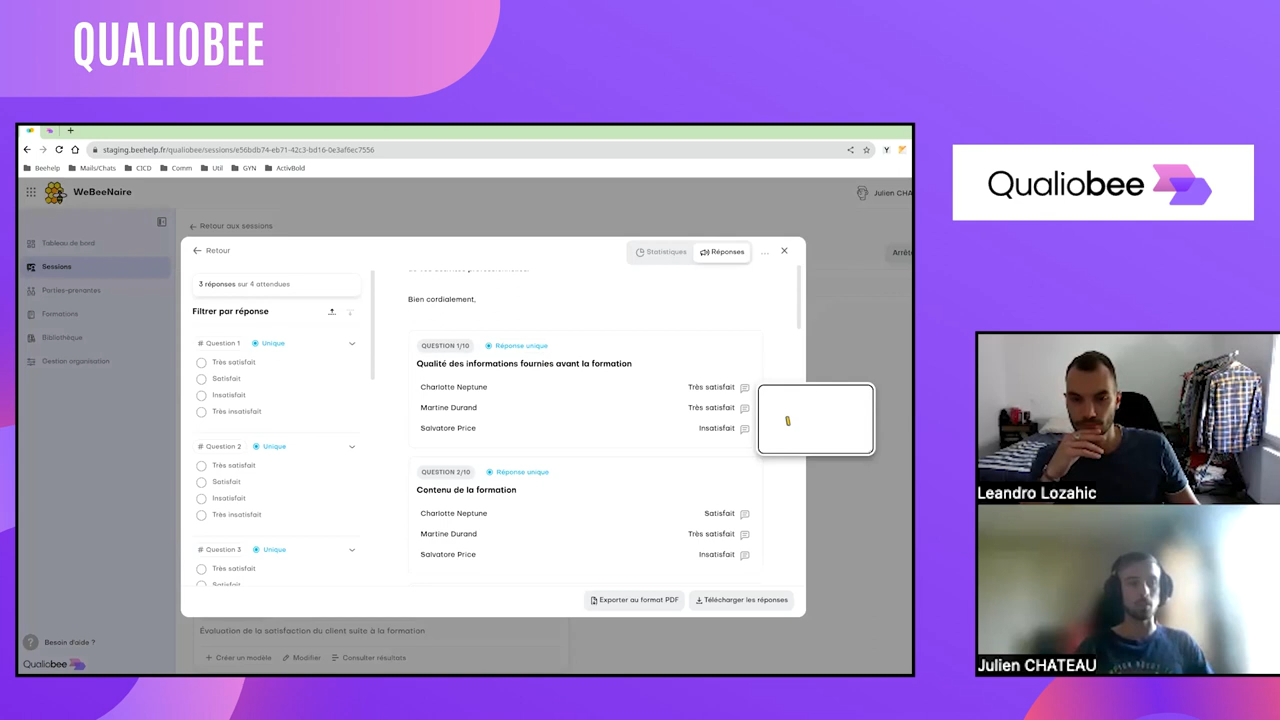 QUALIOBEE
staging.beehelp.fr/qualiobee/sessions/e56bdb74-eb71-42c3-bd16-0e3af6ec7556
Beehelp
Mails/Chats
CICD
Comm
Util
GYN
ActivBold
WeBeeNaire
Julien CHA
Tableau de bord
Sessions
Parties-prenantes
Formations
Bibliothèque
Gestion organisation
Besoin d'aide ?
Qualiobee
Retour aux sessions
Arrête
Retour
Statistiques
Réponses
3 réponses sur 4 attendues
Filtrer par réponse
# Question 1 Unique
Très satisfait
Satisfait
Insatisfait
Très insatisfait
# Question 2 Unique
Très satisfait
Satisfait
Insatisfait
Très insatisfait
# Question 3 Unique
Très satisfait
Satisfait
Bien cordialement,
QUESTION 1/10 Réponse unique
Qualité des informations fournies avant la formation
Charlotte Neptune Très satisfait
Martine Durand Très satisfait
Salvatore Price Insatisfait
QUESTION 2/10 Réponse unique
Contenu de la formation
Charlotte Neptune Satisfait
Martine Durand Très satisfait
Salvatore Price Insatisfait
Exporter au format PDF
Télécharger les réponses
Évaluation de la satisfaction du client suite à la formation
Créer un modèle
Modifier
Consulter résultats
Qualiobee
Leandro Lozahic
Julien CHATEAU